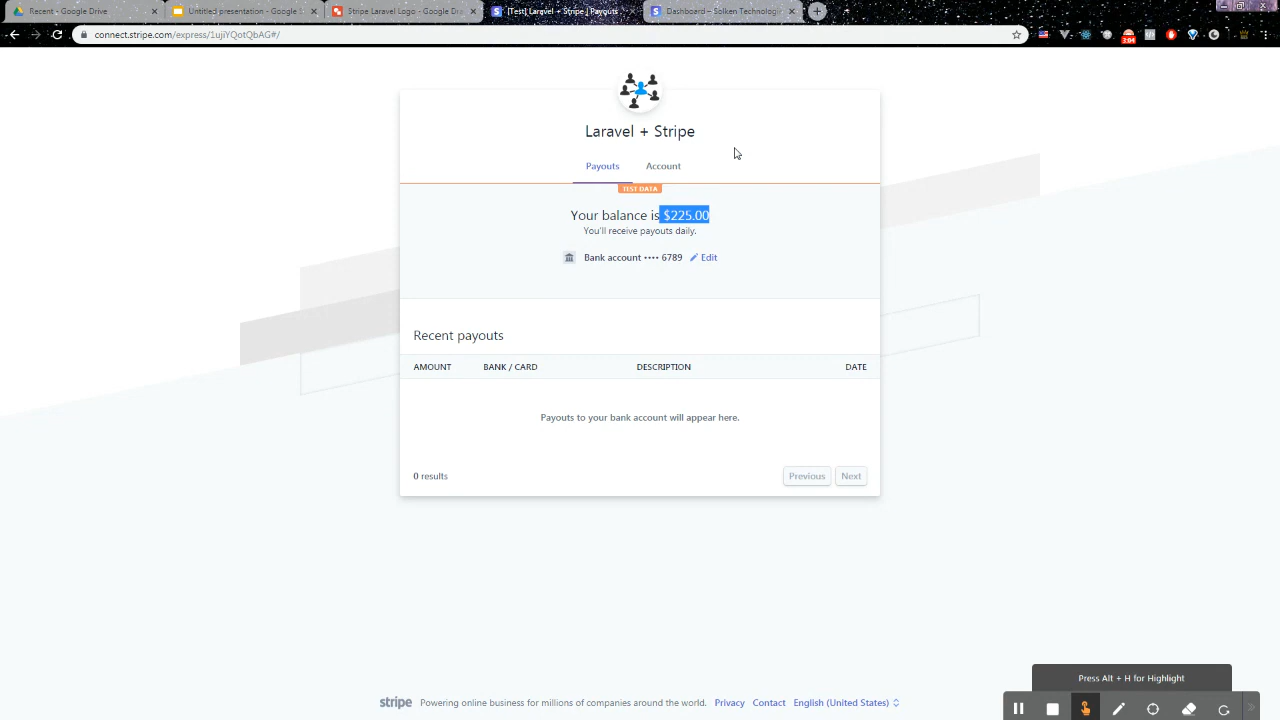 Recent - Google Drive
Untitled presentation - Google S
Stripe Laravel Logo - Google Dra
[Test] Laravel + Stripe | Payouts
Dashboard – Solken Technologi
connect.stripe.com/express/1ujiYQotQbAG#/
3:04
Laravel + Stripe
Payouts
Account
TEST DATA
Your balance is $225.00
You'll receive payouts daily.
Bank account •••• 6789
Edit
Recent payouts
AMOUNT BANK / CARD DESCRIPTION DATE
Payouts to your bank account will appear here.
0 results
Previous
Next
Press Alt + H for Highlight
stripe Powering online business for millions of companies around the world. Privacy Contact English (United States)